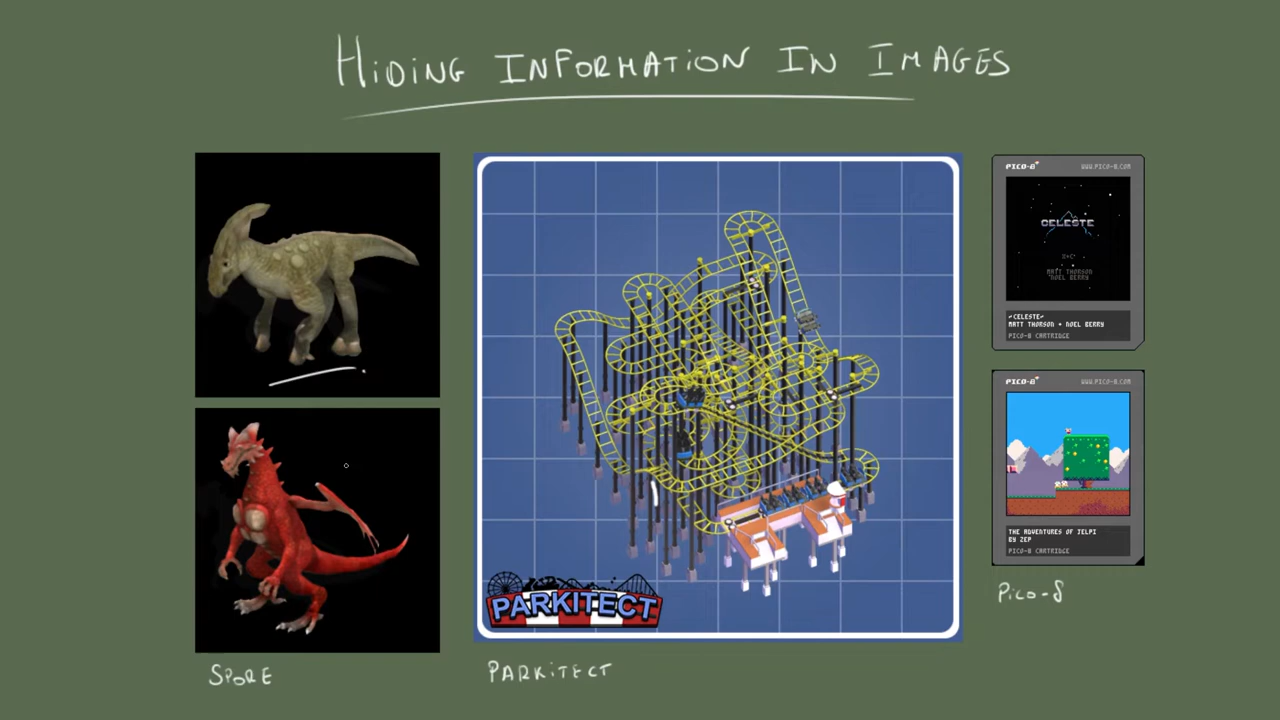 HiDiNG INFORMATiON IN IMAGES
SPORE
PARKITECT
PARKiTECT
PICO-8
WWW.PICO-8.COM
CELESTE
X+C
MATT THORSON
NOEL BERRY
~CELESTE~
MATT THORSON + NOEL BERRY
PICO-8 CARTRIDGE
PICO-8
WWW.PICO-8.COM
THE ADVENTURES OF JELPI
BY ZEP
PICO-8 CARTRIDGE
Pico-8